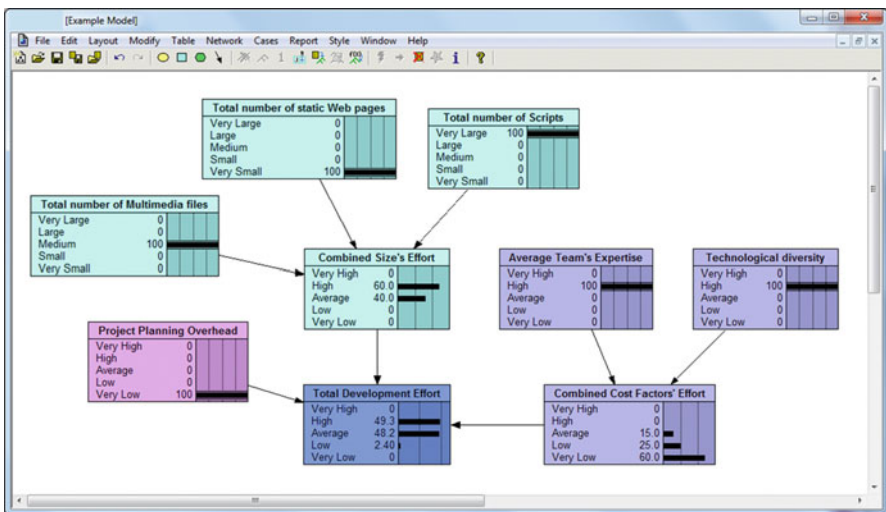 [Example Model]
File Edit Layout Modify Table Network Cases Report Style Window Help
Total number of static Web pages
Very Large 0
Large 0
Medium 0
Small 0
Very Small 100
Total number of Scripts
Very Large 100
Large 0
Medium 0
Small 0
Very Small 0
Total number of Multimedia files
Very Large 0
Large 0
Medium 100
Small 0
Very Small 0
Combined Size's Effort
Very High 0
High 60.0
Average 40.0
Low 0
Very Low 0
Average Team's Expertise
Very High 0
High 100
Average 0
Low 0
Very Low 0
Technological diversity
Very High 0
High 100
Average 0
Low 0
Very Low 0
Project Planning Overhead
Very High 0
High 0
Average 0
Low 0
Very Low 100
Total Development Effort
Very High 0
High 49.3
Average 48.2
Low 2.40
Very Low 0
Combined Cost Factors' Effort
Very High 0
High 0
Average 15.0
Low 25.0
Very Low 60.0